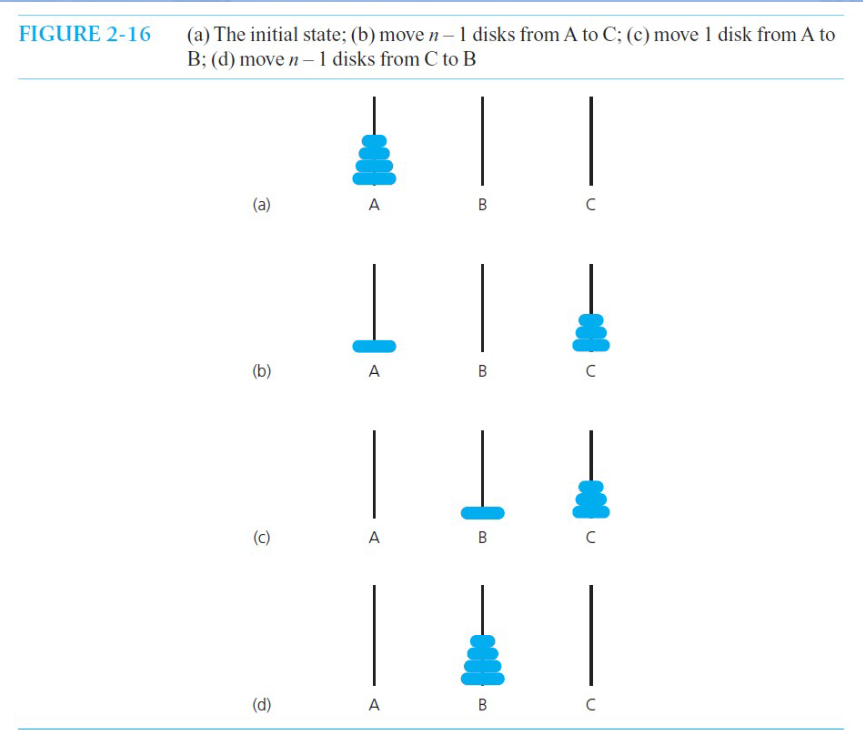 FIGURE 2-16 (a) The initial state; (b) move n – 1 disks from A to C; (c) move 1 disk from A to
B; (d) move n – 1 disks from C to B
(a) A B C
(b) A B C
(c) A B C
(d) A B C